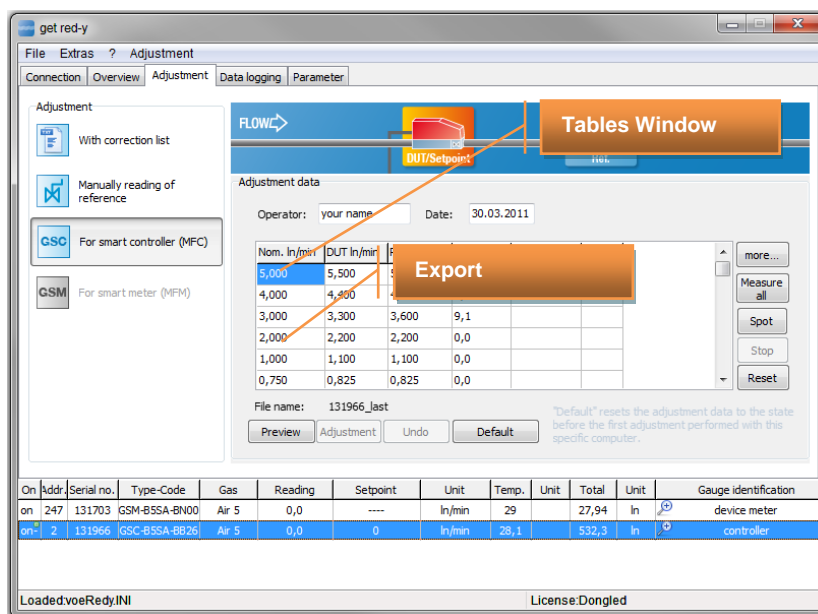 get red-y
File Extras ? Adjustment
Connection Overview Adjustment Data logging Parameter
Adjustment
With correction list
Manually reading of
reference
GSC For smart controller (MFC)
GSM For smart meter (MFM)
FLOW
DUT/Setpoint
Tables Window
Adjustment data
Operator: your name Date: 30.03.2011
Nom. ln/min DUT ln/min
5,000 5,500
4,000 4,400
Export
3,000 3,300 3,600 9,1
2,000 2,200 2,200 0,0
1,000 1,100 1,100 0,0
0,750 0,825 0,825 0,0
more...
Measure
all
Spot
Stop
Reset
File name: 131966_last
Preview Adjustment Undo Default
"Default" resets the adjustment data to the state
before the first adjustment performed with this
specific computer.
On Addr. Serial no. Type-Code Gas Reading Setpoint Unit Temp. Unit Total Unit Gauge identification
on 247 131703 GSM-B5SA-BN00 Air 5 0,0 ---- ln/min 29 27,94 ln device meter
on- 2 131966 GSC-B5SA-BB26 Air 5 0,0 0 ln/min 28,1 532,3 ln controller
Loaded:voeRedy.INI License:Dongled